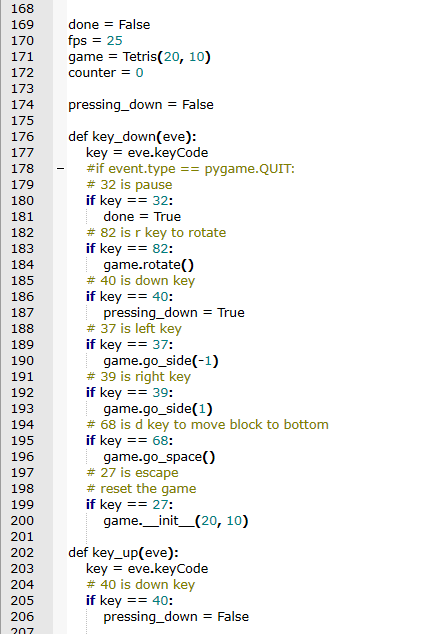 168
169 done = False
170 fps = 25
171 game = Tetris(20, 10)
172 counter = 0
173
174 pressing_down = False
175
176 def key_down(eve):
177     key = eve.keyCode
178     #if event.type == pygame.QUIT:
179     # 32 is pause
180     if key == 32:
181         done = True
182     # 82 is r key to rotate
183     if key == 82:
184         game.rotate()
185     # 40 is down key
186     if key == 40:
187         pressing_down = True
188     # 37 is left key
189     if key == 37:
190         game.go_side(-1)
191     # 39 is right key
192     if key == 39:
193         game.go_side(1)
194     # 68 is d key to move block to bottom
195     if key == 68:
196         game.go_space()
197     # 27 is escape
198     # reset the game
199     if key == 27:
200         game.__init__(20, 10)
201
202 def key_up(eve):
203     key = eve.keyCode
204     # 40 is down key
205     if key == 40:
206         pressing_down = False
207